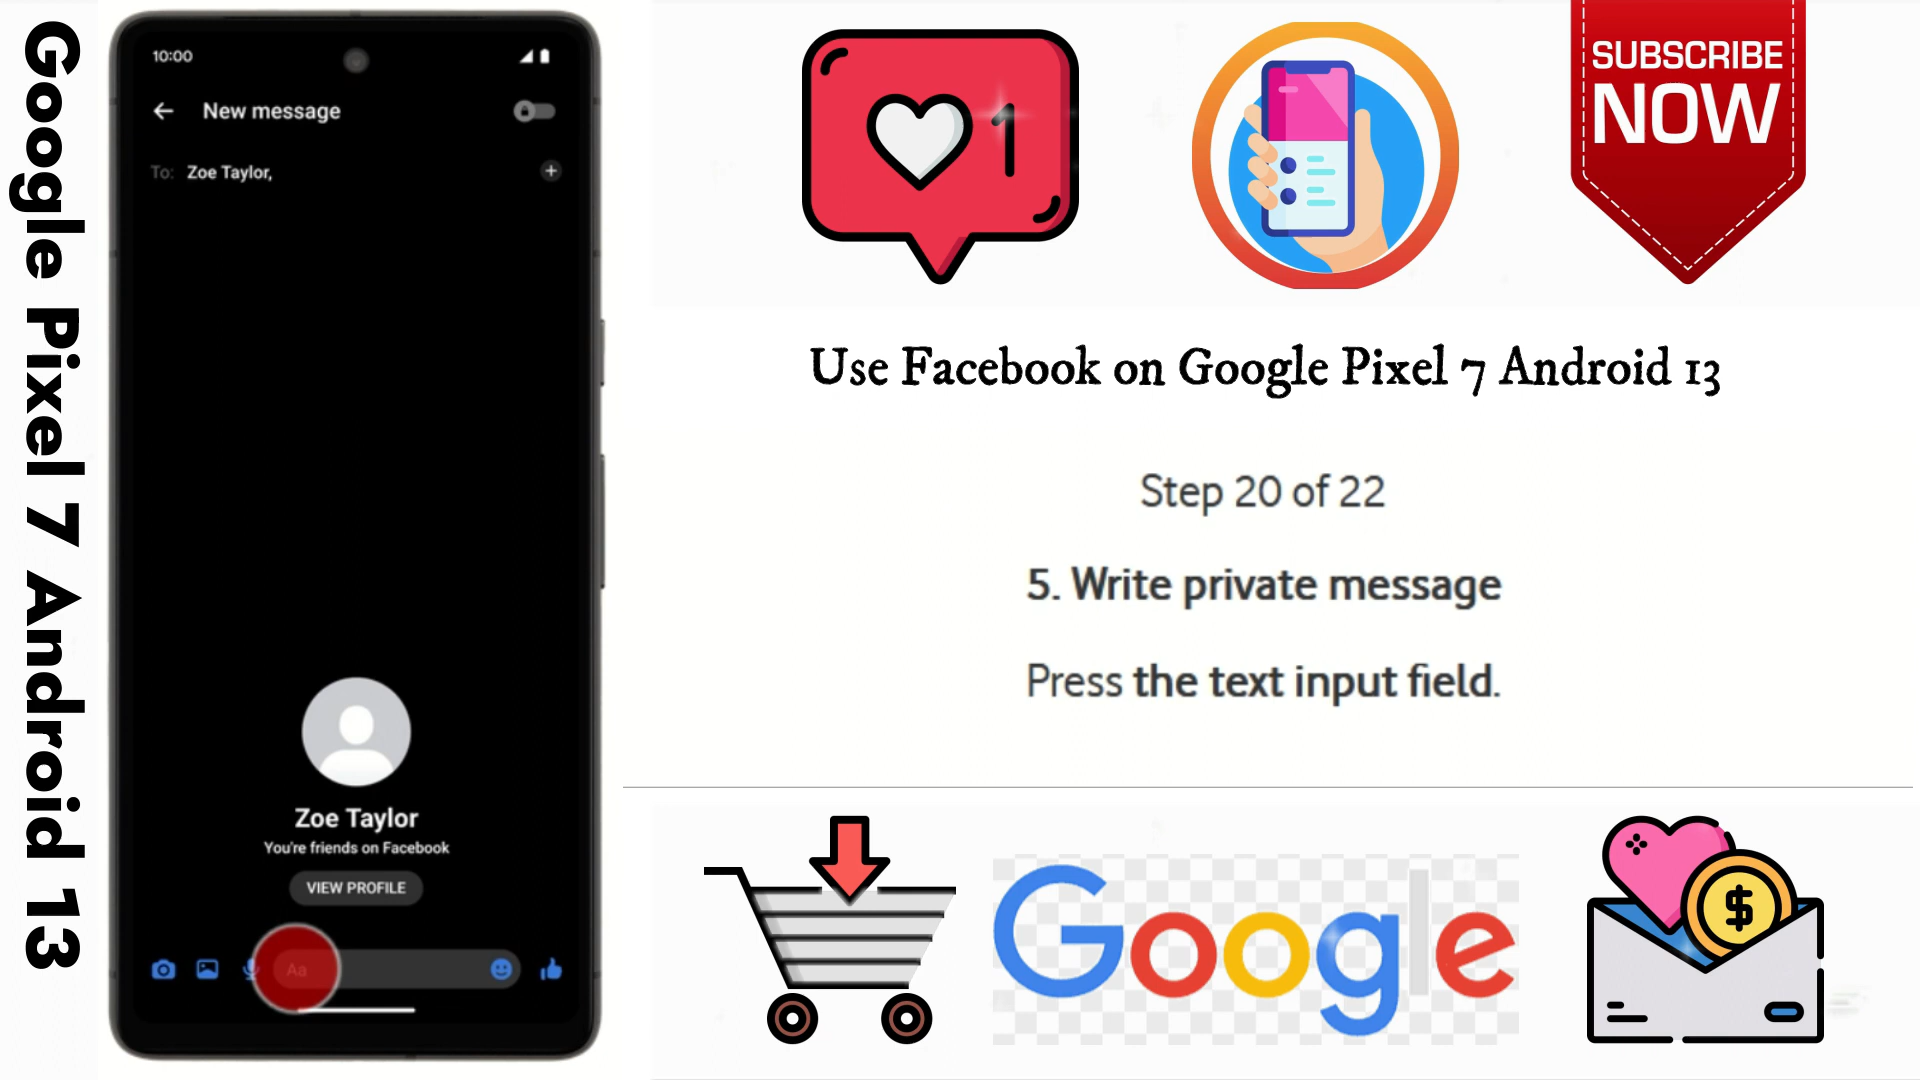 Google Pixel 7 Android 13
10:00
New message
To: Zoe Taylor,
Zoe Taylor
You're friends on Facebook
VIEW PROFILE
Aa
1
SUBSCRIBE
NOW
Use Facebook on Google Pixel 7 Android 13
Step 20 of 22
5. Write private message
Press the text input field.
Google
$